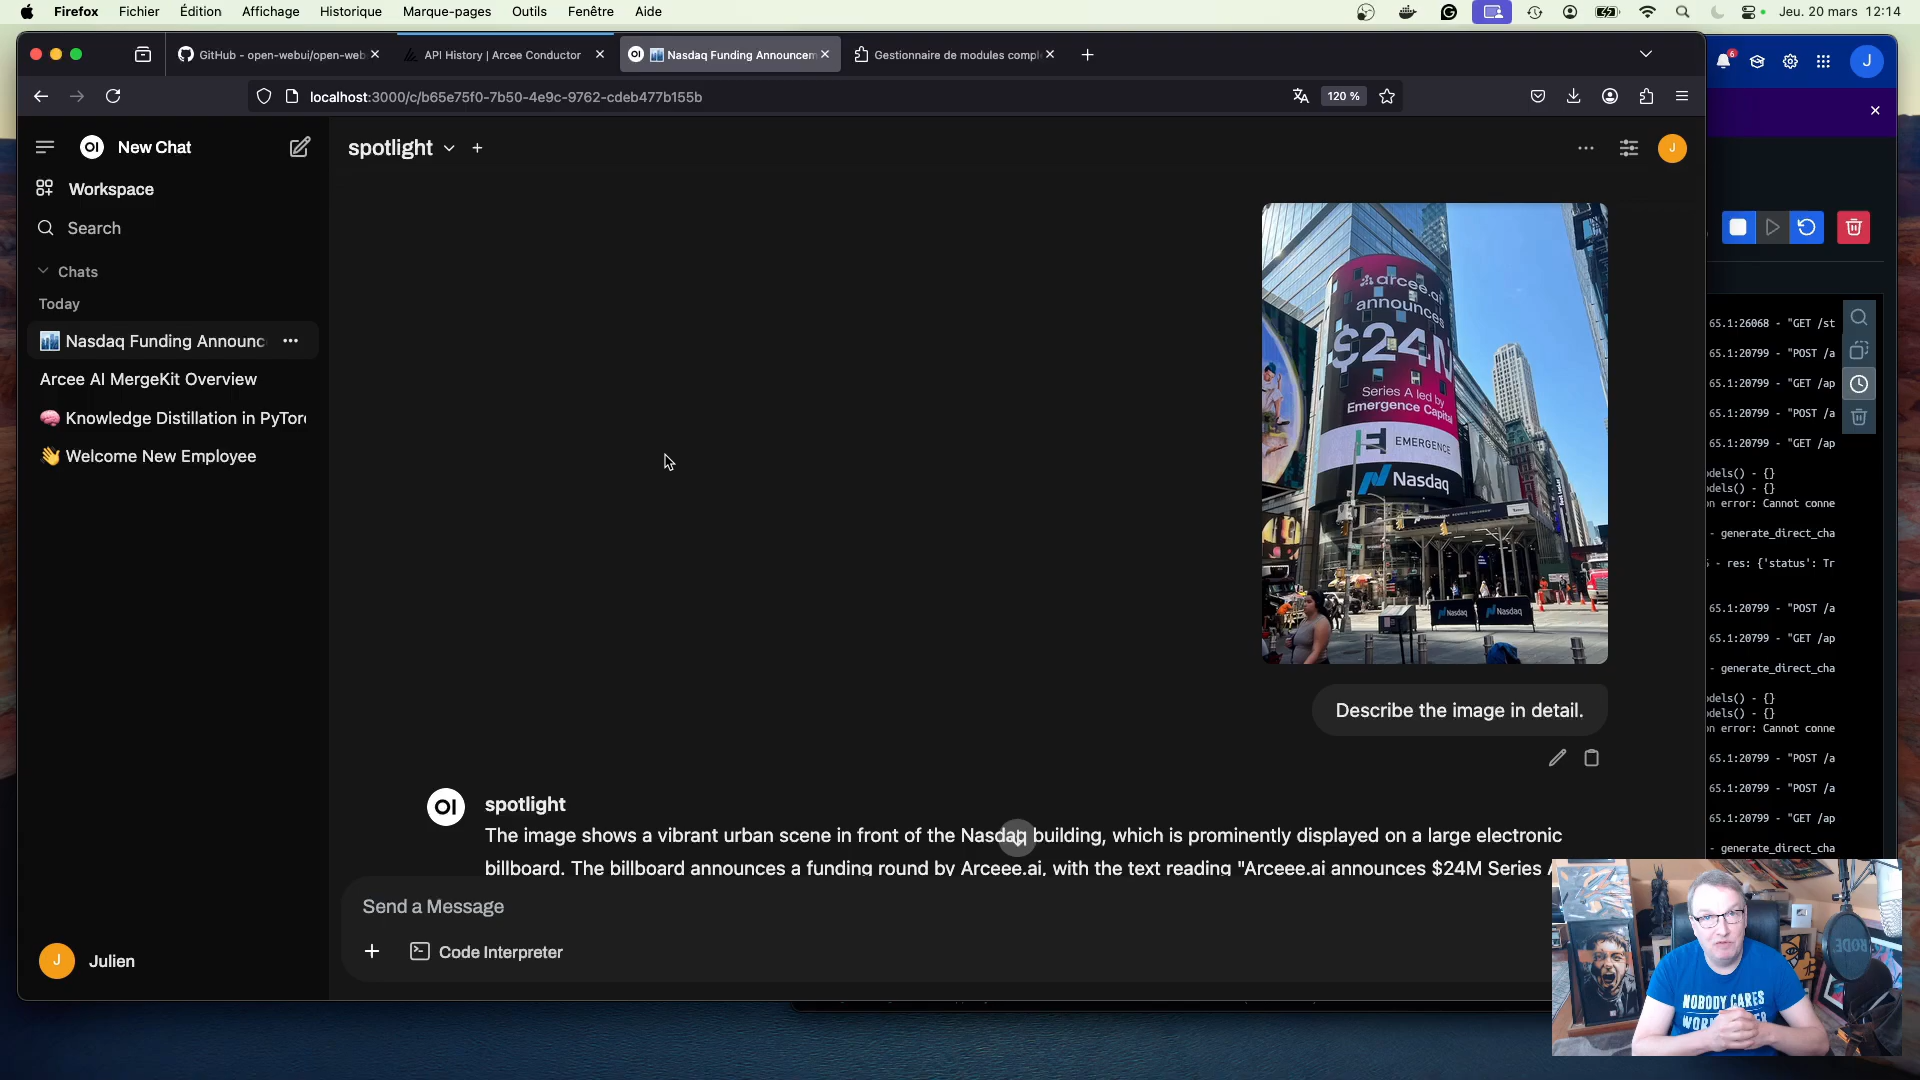 Firefox Fichier Édition Affichage Historique Marque-pages Outils Fenêtre Aide
Jeu. 20 mars 12:14
GitHub - open-webui/open-web
API History | Arcee Conductor
Nasdaq Funding Announcem
Gestionnaire de modules compl
localhost:3000/c/b65e75f0-7b50-4e9c-9762-cdeb477b155b
120 %
6
J
New Chat
Workspace
Search
Chats
Today
Nasdaq Funding Announc
Arcee AI MergeKit Overview
Knowledge Distillation in PyTor
Welcome New Employee
J Julien
spotlight
J
arcee.ai
announces
$24M
Series A led by
Emergence Capital
EMERGENCE
Nasdaq
Nasdaq
Nasdaq
Describe the image in detail.
OI
spotlight
The image shows a vibrant urban scene in front of the Nasdaq building, which is prominently displayed on a large electronic
billboard. The billboard announces a funding round by Arceee.ai, with the text reading "Arceee.ai announces $24M Series A
Send a Message
Code Interpreter
65.1:26068 - "GET /st
65.1:20799 - "POST /a
65.1:20799 - "GET /ap
65.1:20799 - "POST /a
65.1:20799 - "GET /ap
dels() - {}
dels() - {}
n error: Cannot conne
- generate_direct_cha
- res: {'status': Tr
65.1:20799 - "POST /a
65.1:20799 - "GET /ap
- generate_direct_cha
dels() - {}
dels() - {}
n error: Cannot conne
65.1:20799 - "POST /a
65.1:20799 - "POST /a
65.1:20799 - "GET /ap
- generate_direct_cha
RODE
NOBODY CARES